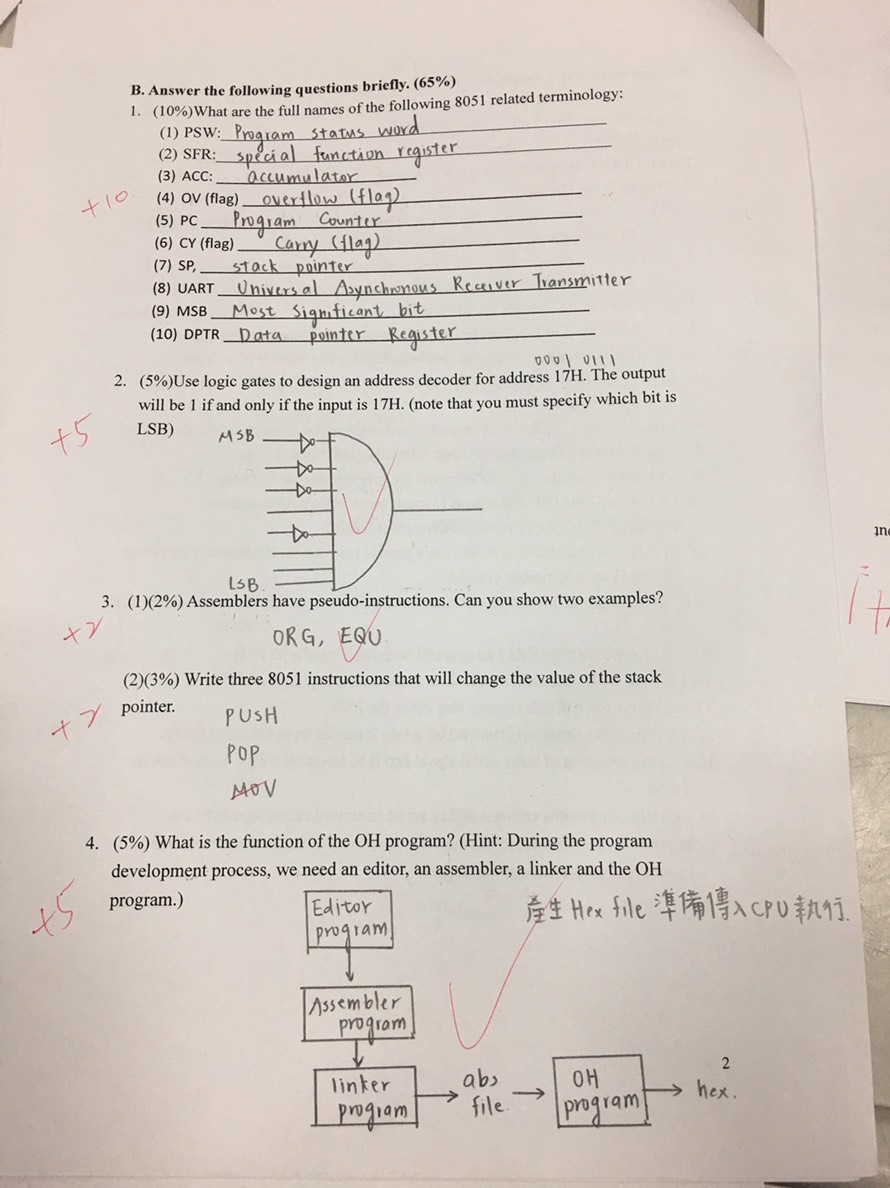 B. Answer the following questions briefly. (65%)
1. (10%)What are the full names of the following 8051 related terminology:
(1) PSW: Program status word
(2) SFR: special function register
(3) ACC: accumulator
+10
(4) OV (flag) overflow (flag)
(5) PC Program Counter
(6) CY (flag) Carry (flag)
(7) SP, stack pointer
(8) UART Universal Asynchronous Receiver Transmitter
(9) MSB Most Significant bit
(10) DPTR Data pointer Register
0001 0111
2. (5%)Use logic gates to design an address decoder for address 17H. The output
will be 1 if and only if the input is 17H. (note that you must specify which bit is
LSB)
+5
MSB
LSB
3. (1)(2%) Assemblers have pseudo-instructions. Can you show two examples?
+2
ORG, EQU
(2)(3%) Write three 8051 instructions that will change the value of the stack
pointer.
+2
PUSH
POP
MOV
4. (5%) What is the function of the OH program? (Hint: During the program
development process, we need an editor, an assembler, a linker and the OH
program.)
+5
產生 Hex file 準備傳入CPU執行.
Editor
program
Assembler
program
linker
program
abs
file.
OH
program
hex.
2